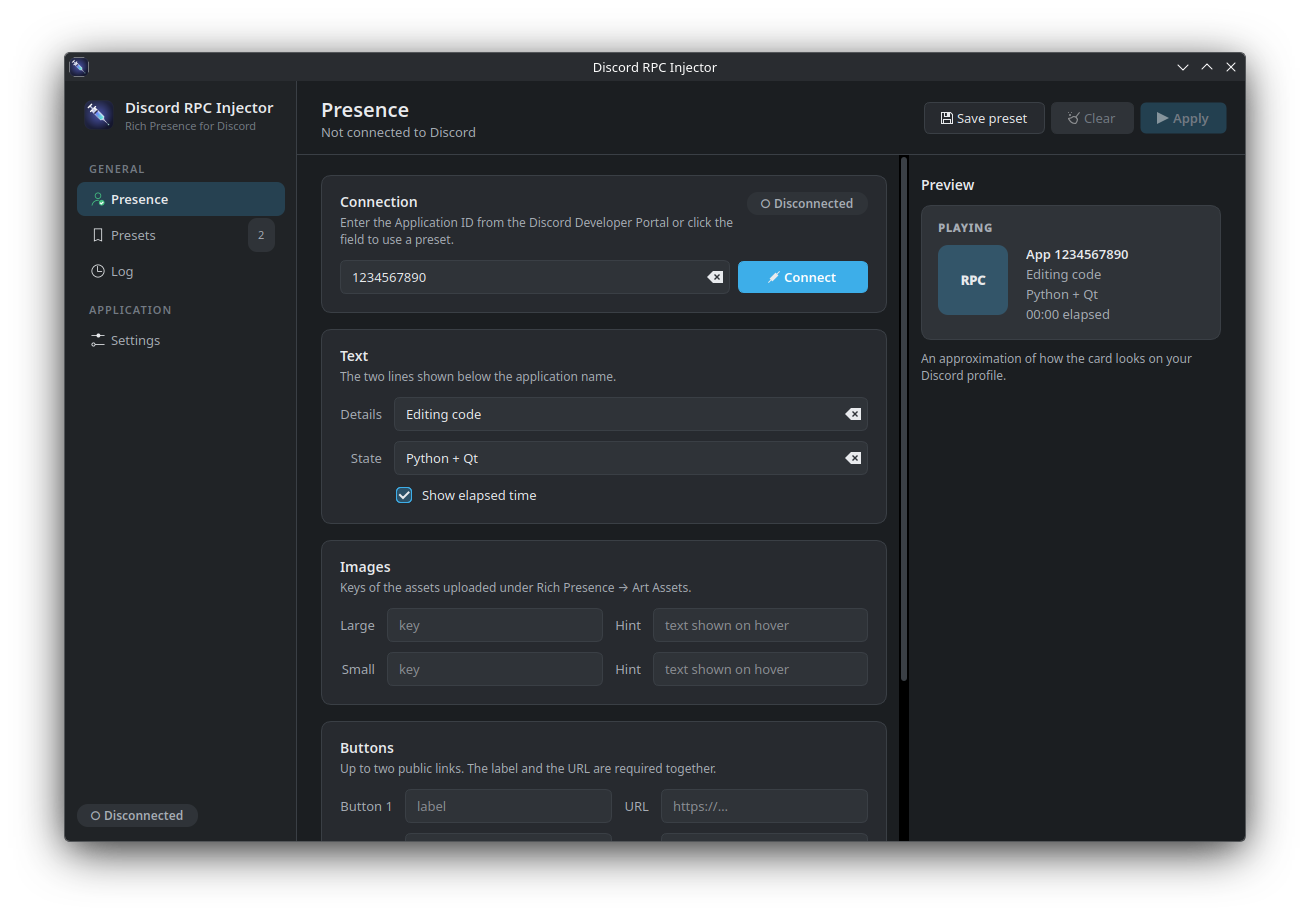 Discord RPC Injector
Discord RPC Injector
Rich Presence for Discord
GENERAL
Presence
Presets
2
Log
APPLICATION
Settings
Disconnected
Presence
Not connected to Discord
Save preset
Clear
Apply
Connection
Disconnected
Enter the Application ID from the Discord Developer Portal or click the
field to use a preset.
1234567890
Connect
Text
The two lines shown below the application name.
Details
Editing code
State
Python + Qt
Show elapsed time
Images
Keys of the assets uploaded under Rich Presence → Art Assets.
Large
key
Hint
text shown on hover
Small
key
Hint
text shown on hover
Buttons
Up to two public links. The label and the URL are required together.
Button 1
label
URL
https://...
Preview
PLAYING
RPC
App 1234567890
Editing code
Python + Qt
00:00 elapsed
An approximation of how the card looks on your
Discord profile.